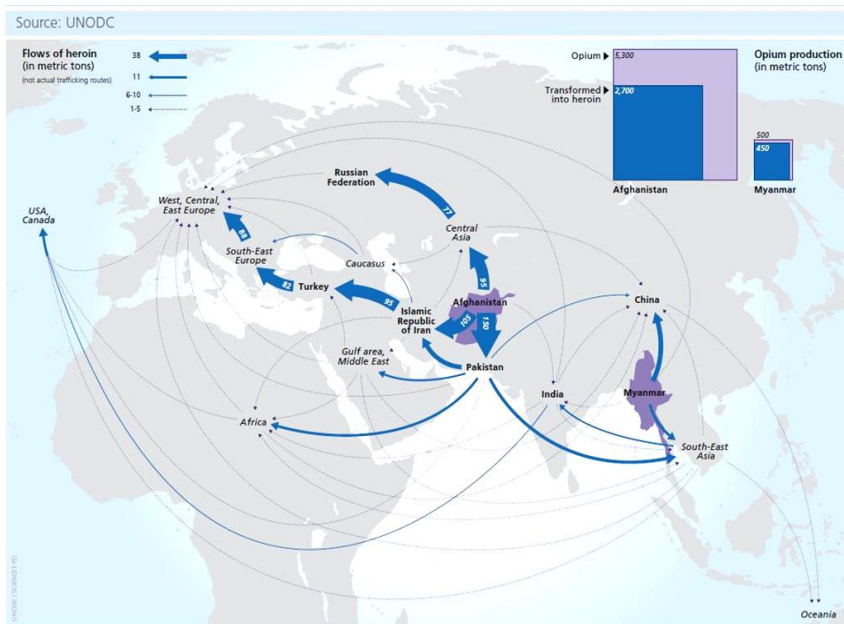 Source: UNODC
Flows of heroin
(in metric tons)
(not actual trafficking routes)
38
11
6-10
1-5
Opium
5,300
Transformed
into heroin
2,700
Afghanistan
Opium production
(in metric tons)
500
450
Myanmar
Russian
Federation
77
USA,
Canada
West, Central,
East Europe
88
South-East
Europe
82
Turkey
95
Caucasus
Central
Asia
95
Afghanistan
105
150
Islamic
Republic
of Iran
China
Gulf area,
Middle East
Pakistan
India
Myanmar
Africa
South-East
Asia
Oceania
UNODC / SCIENCES PO